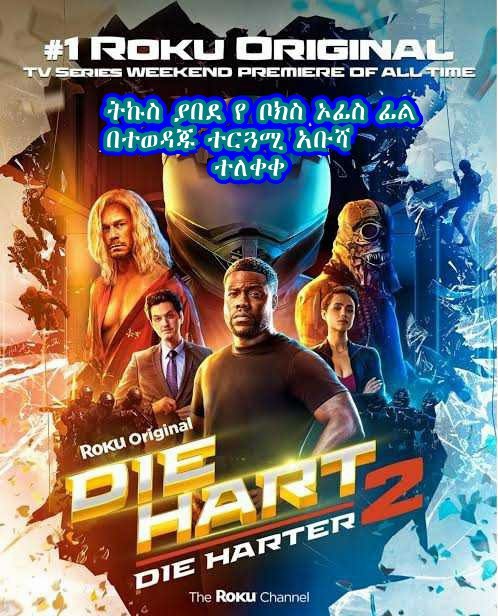 #1 ROKU ORIGINAL
TV SERIES WEEKEND PREMIERE OF ALL-TIME
ትኩስ ያበደ የ ቦክስ ኦፊስ ፊል
በተወዳጁ ተርጓሚ አቡሻ
ተለቀቀ
ROKU Original
DIE
HART 2
DIE HARTER
The ROKU Channel